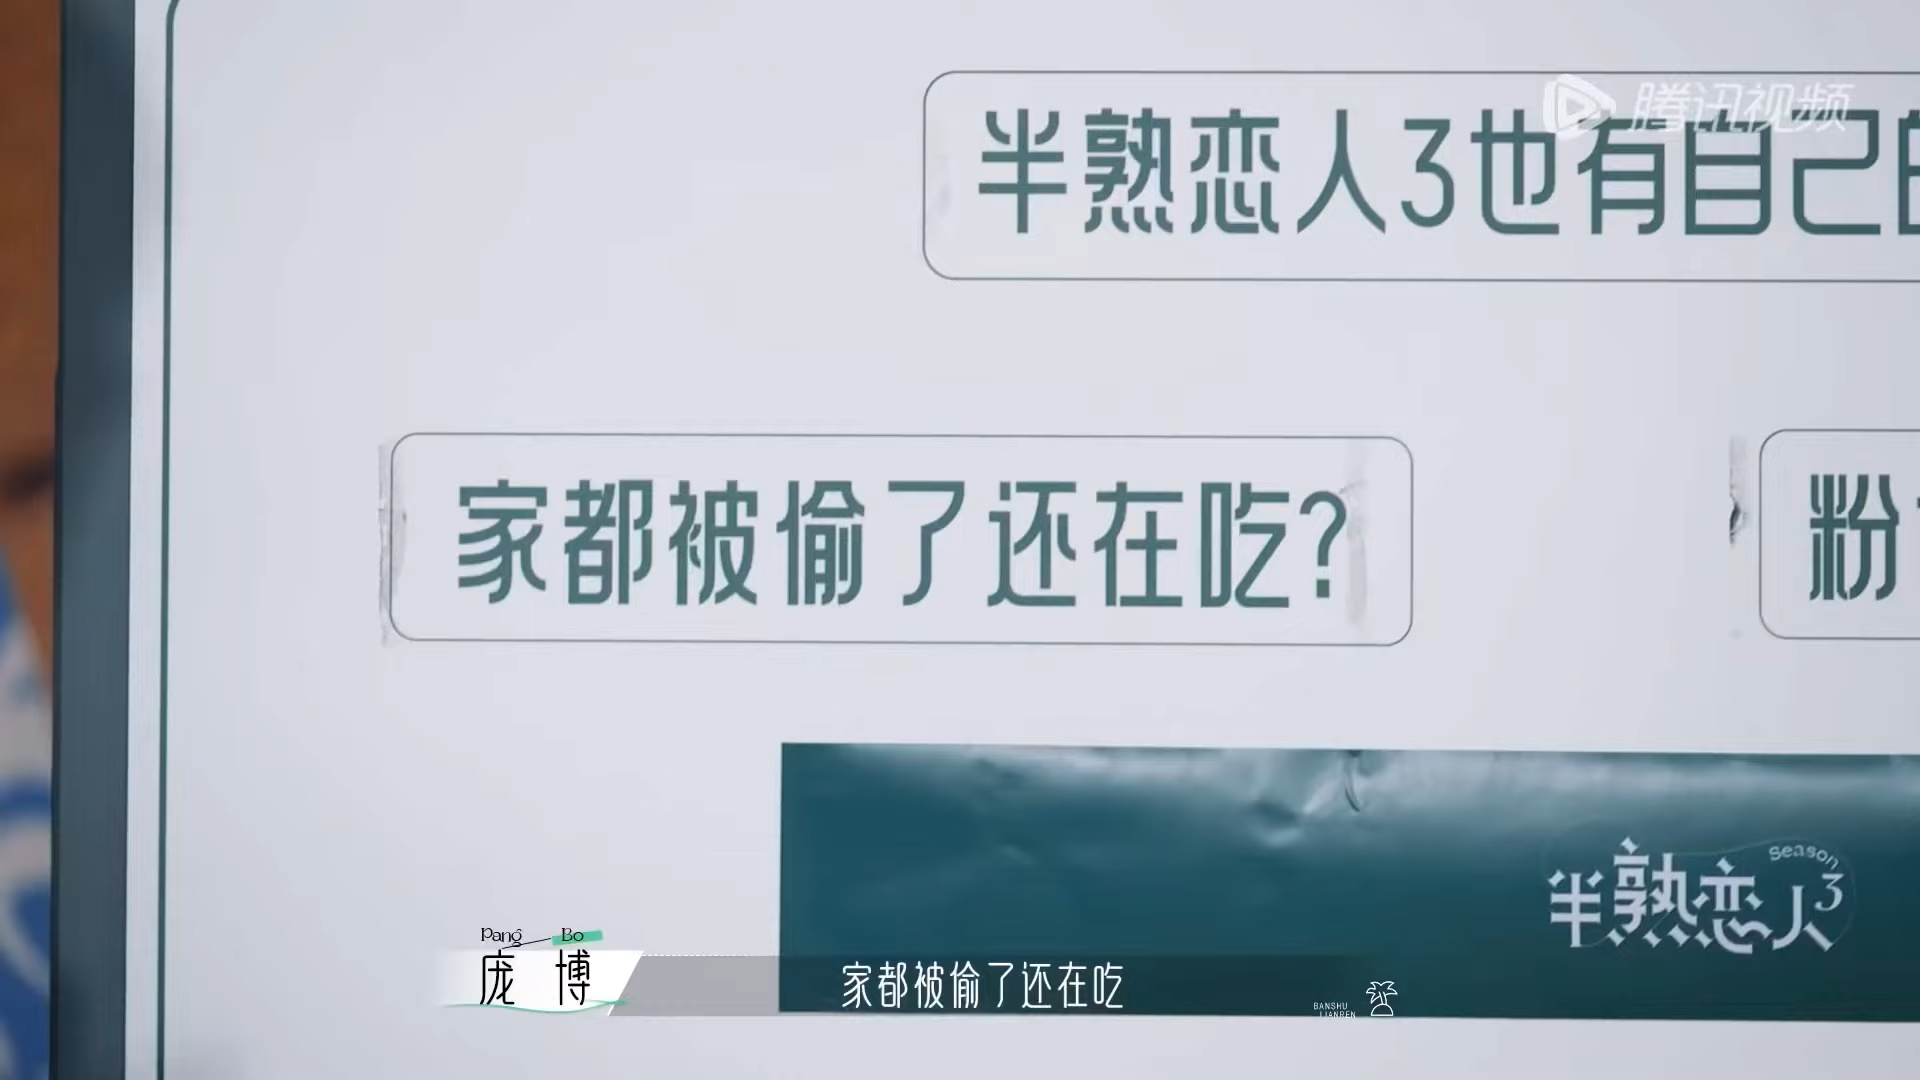 腾讯视频
半熟恋人3也有自己的
家都被偷了还在吃?
粉
Season
半熟恋人3
Pang Bo
庞博
家都被偷了还在吃
BANSHU
LIANREN